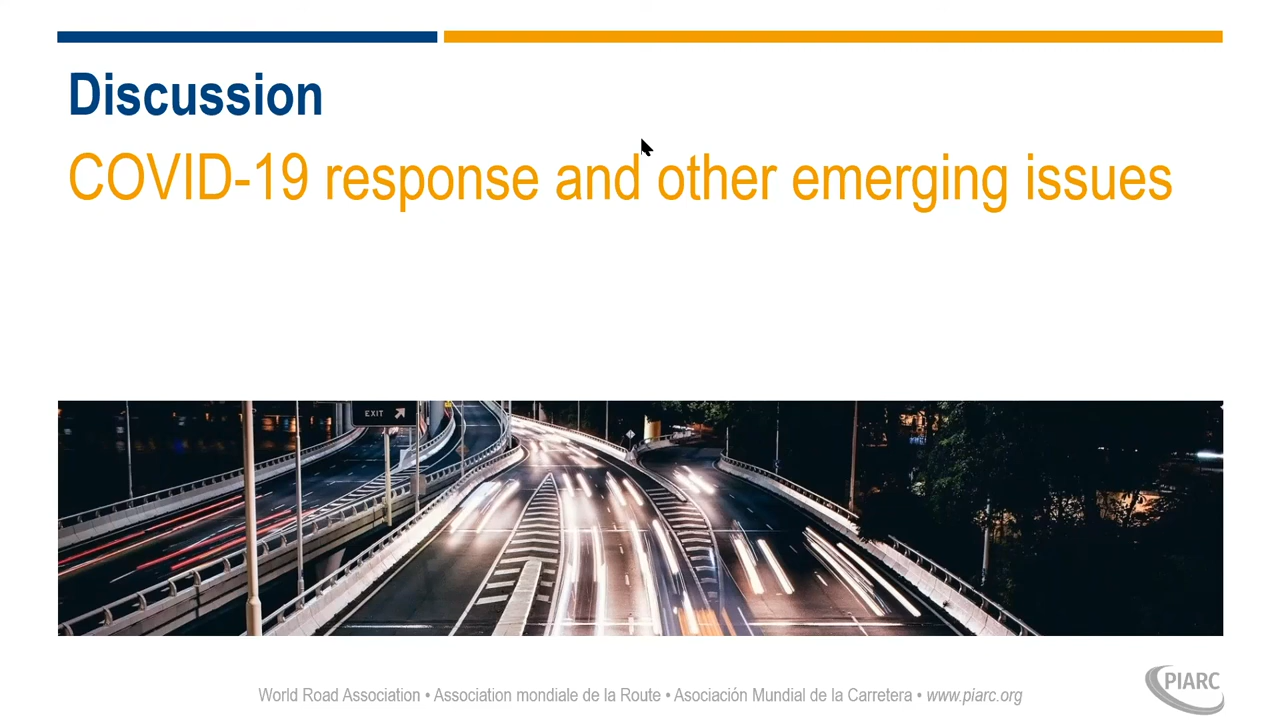 Discussion
COVID-19 response and other emerging issues
EXIT
World Road Association • Association mondiale de la Route • Asociación Mundial de la Carretera • www.piarc.org
PIARC